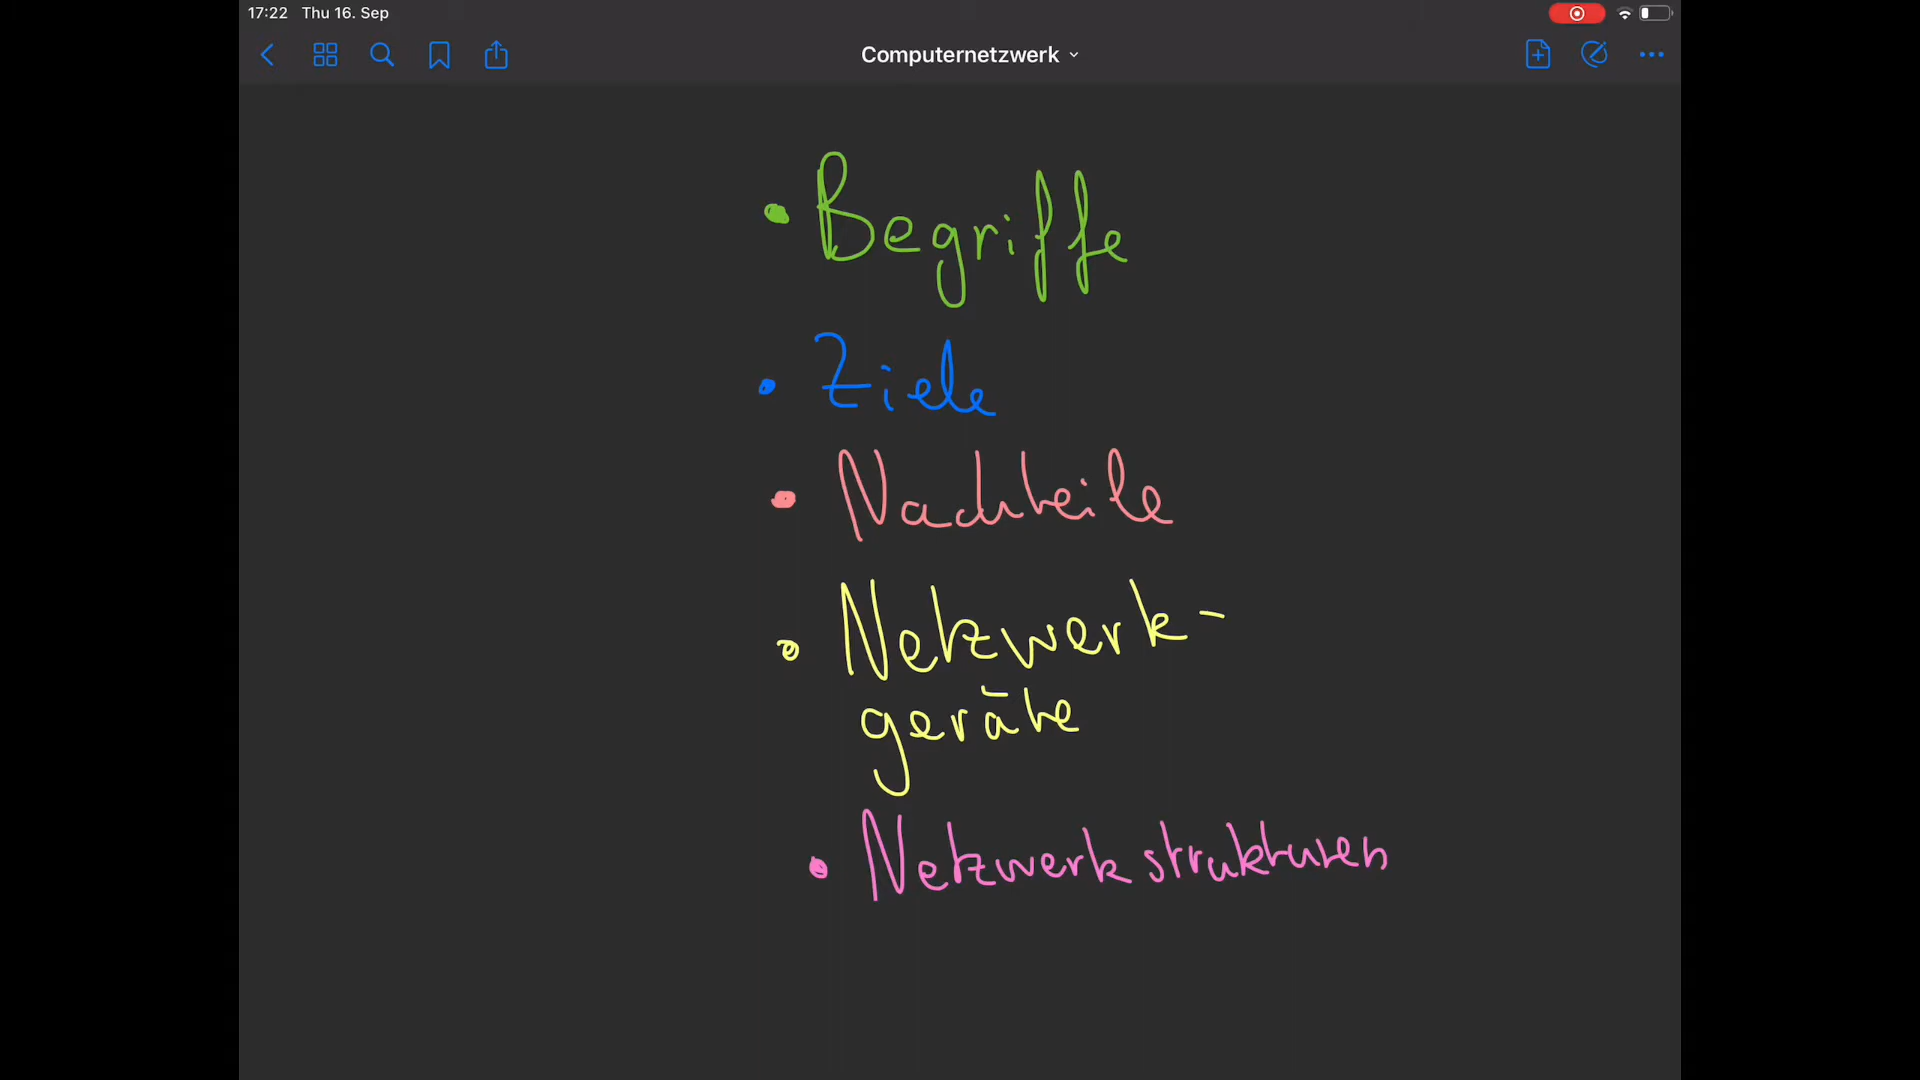 17:22 Thu 16. Sep
Computernetzwerk
• Begriffe
• Ziele
• Nachteile
• Netzwerk-
geräte
• Netzwerkstrukturen